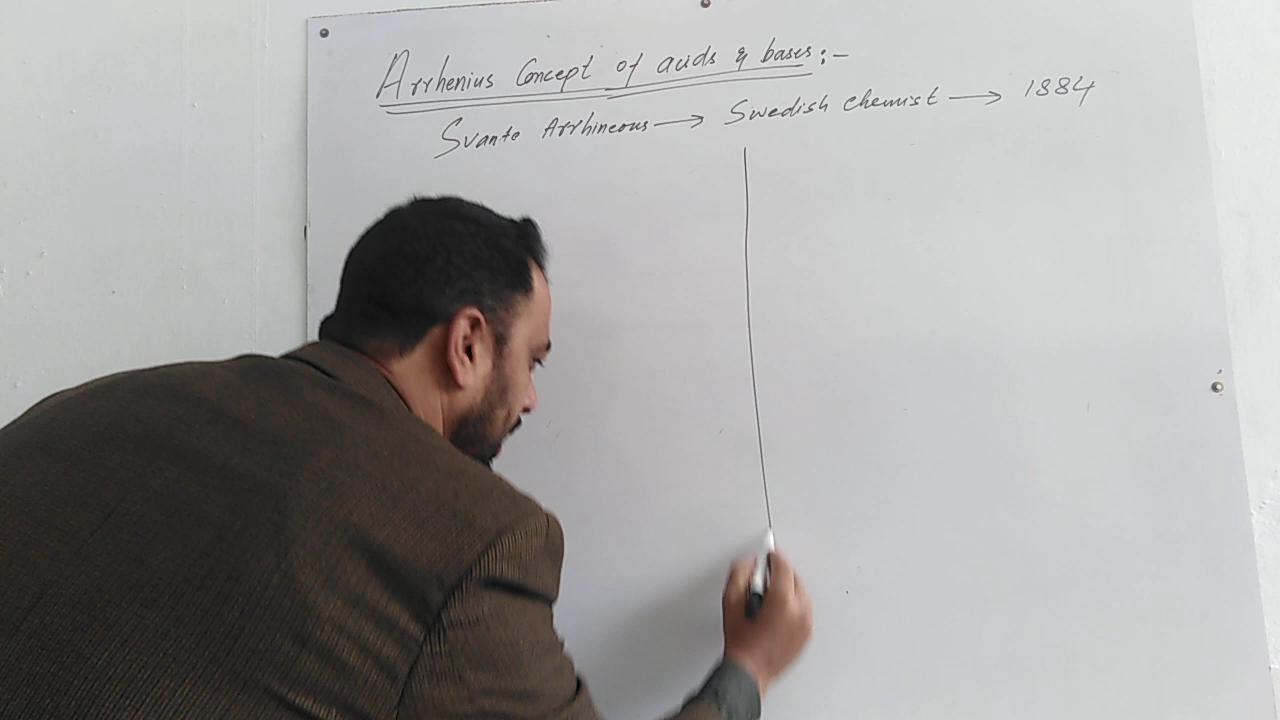 Arrhenius Concept of acids & bases :-
Svante Arrhineous → Swedish Chemist → 1884